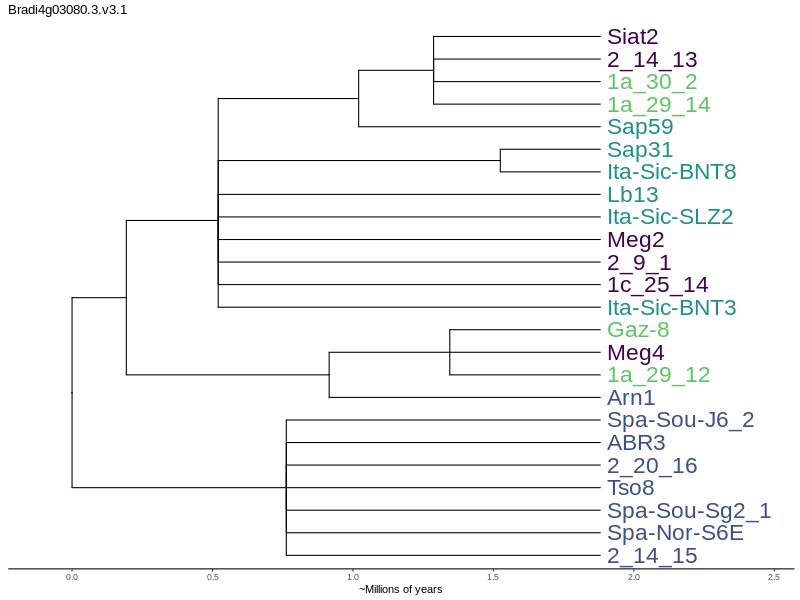 Bradi4g03080.3.v3.1
Siat2
2_14_13
1a_30_2
1a_29_14
Sap59
Sap31
Ita-Sic-BNT8
Lb13
Ita-Sic-SLZ2
Meg2
2_9_1
1c_25_14
Ita-Sic-BNT3
Gaz-8
Meg4
1a_29_12
Arn1
Spa-Sou-J6_2
ABR3
2_20_16
Tso8
Spa-Sou-Sg2_1
Spa-Nor-S6E
2_14_15
0.0 0.5 1.0 1.5 2.0 2.5
~Millions of years